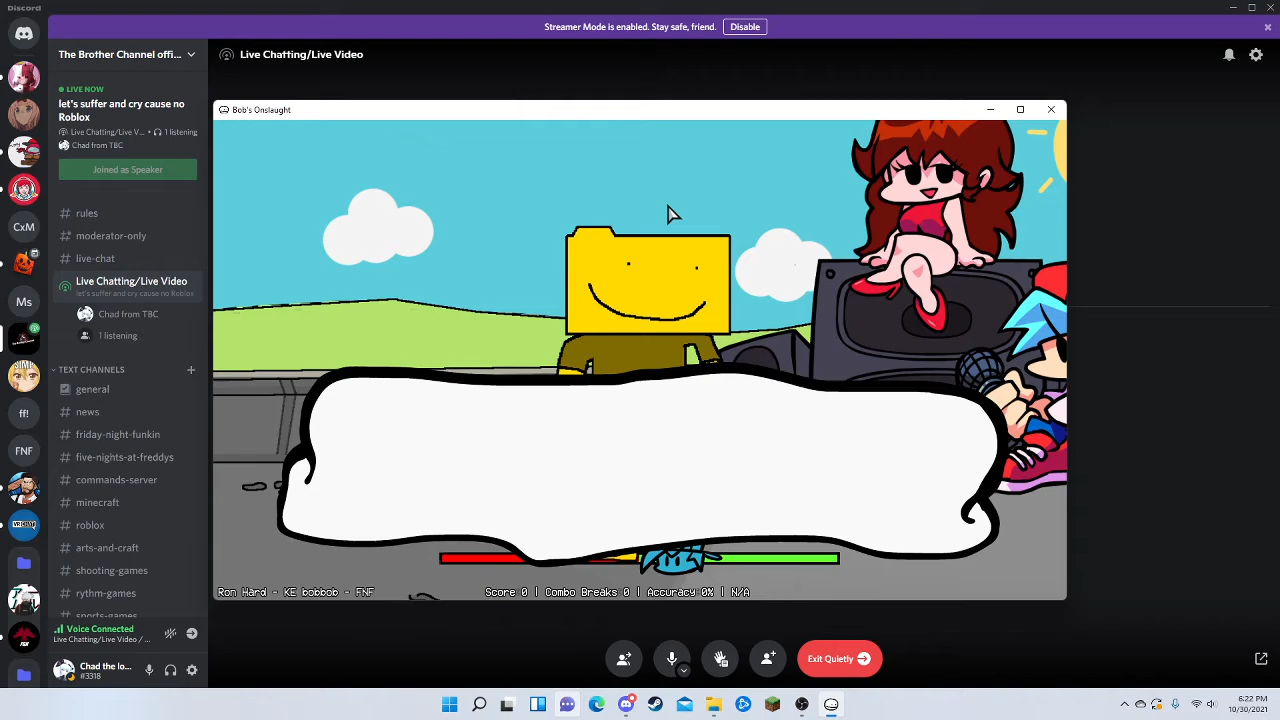 Discord
Streamer Mode is enabled. Stay safe, friend.
Disable
The Brother Channel offi...
Live Chatting/Live Video
LIVE NOW
let's suffer and cry cause no
Roblox
Live Chatting/Live V...
1 listening
Chad from TBC
Joined as Speaker
rules
moderator-only
live-chat
Live Chatting/Live Video
let's suffer and cry cause no Roblox
Chad from TBC
1 listening
TEXT CHANNELS
general
news
friday-night-funkin
five-nights-at-freddys
commands-server
minecraft
roblox
arts-and-craft
shooting-games
rythm-games
sports-games
Voice Connected
Live Chatting/Live Video / ...
Chad the lo...
#3318
CxM
Ms
ff!
FNF
VR CHAT
Bob's Onslaught
Ron Hard - KE bobbob - FNF
Score 0 | Combo Breaks 0 | Accuracy 0% | N/A
Exit Quietly
6:22 PM
10/30/2021